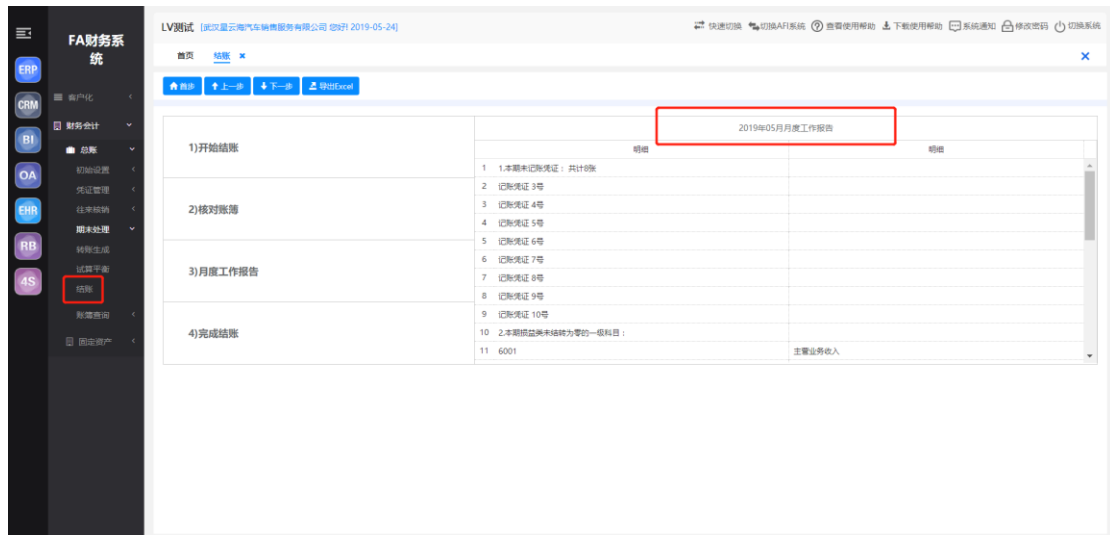 FA财务系统
ERP
CRM
BI
OA
EHR
RB
4S
客户化
财务会计
总账
初始设置
凭证管理
往来核销
期末处理
转账生成
试算平衡
结账
账簿查询
固定资产
LV测试 [武汉星云海汽车销售服务有限公司 您好! 2019-05-24]
快速切换 切换AFI系统 查看使用帮助 下载使用帮助 系统通知 修改密码 切换系统
首页 结账
首步 上一步 下一步 导出Excel
1)开始结账
2)核对账簿
3)月度工作报告
4)完成结账
2019年05月月度工作报告
明细 明细
1 1.本期未记账凭证： 共计8张
2 记账凭证 3号
3 记账凭证 4号
4 记账凭证 5号
5 记账凭证 6号
6 记账凭证 7号
7 记账凭证 8号
8 记账凭证 9号
9 记账凭证 10号
10 2.本期损益类未结转为零的一级科目：
11 6001 主营业务收入